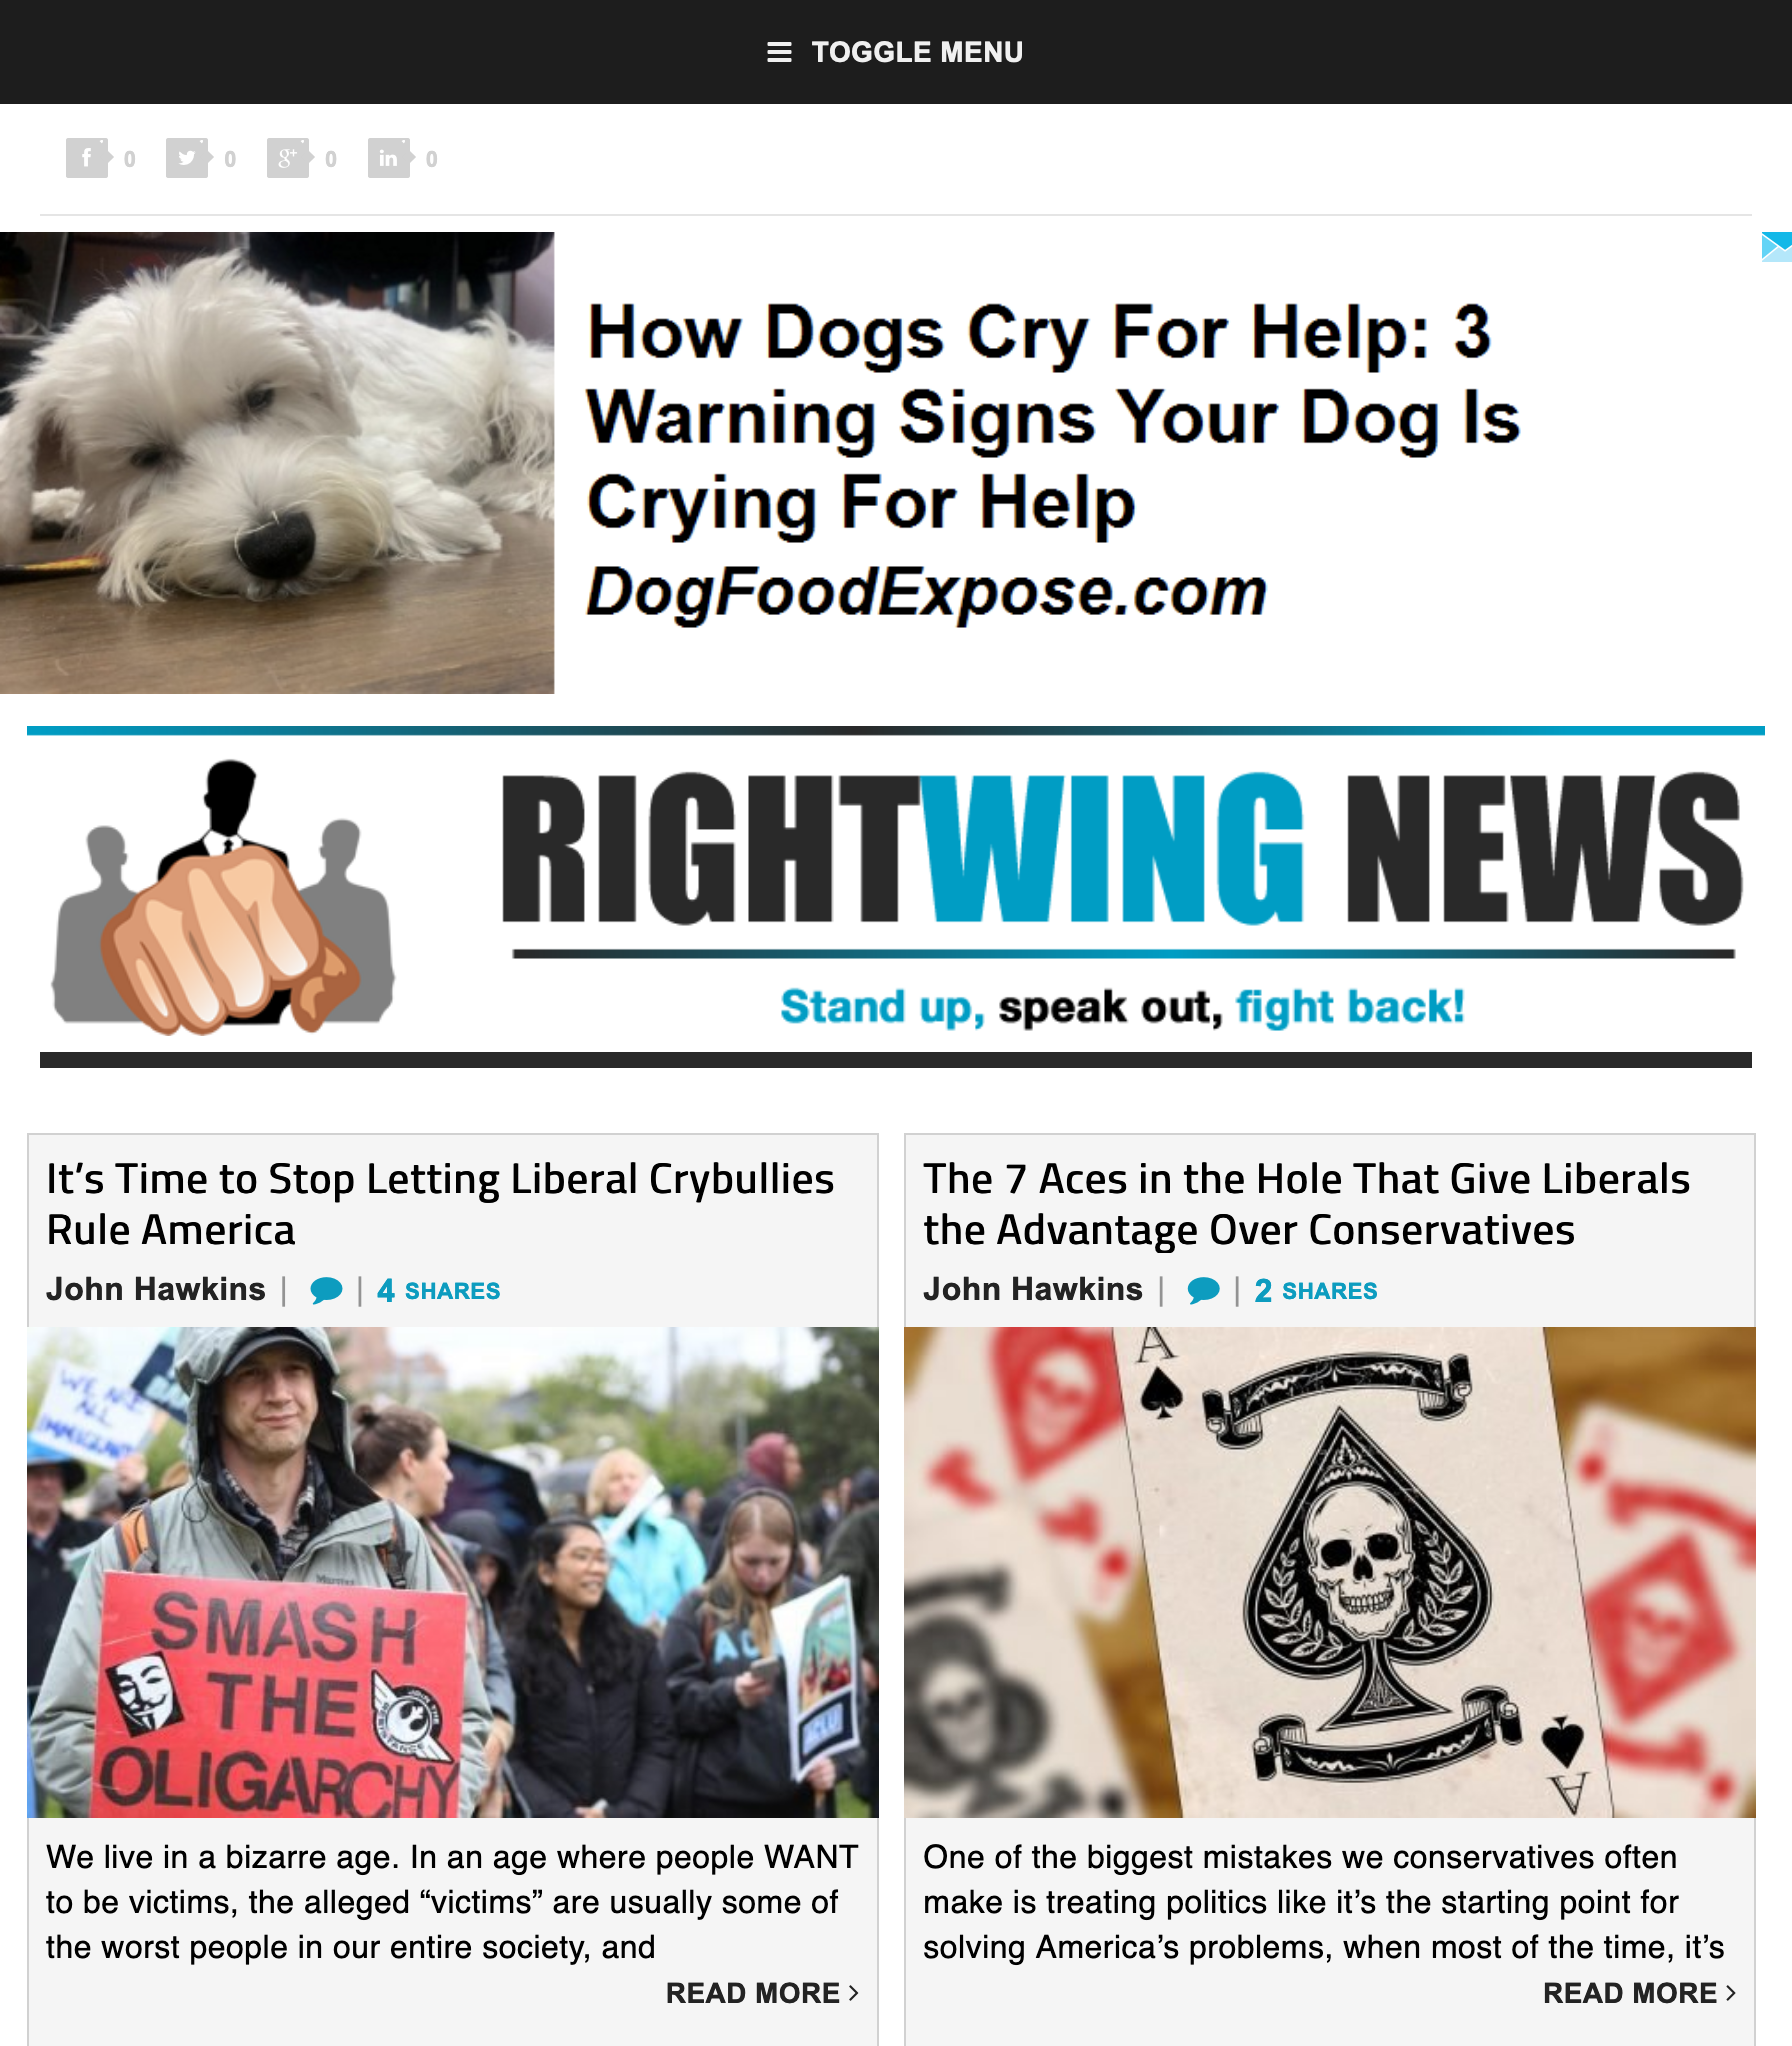 TOGGLE MENU
0 0 0 0
How Dogs Cry For Help: 3
Warning Signs Your Dog Is
Crying For Help
DogFoodExpose.com
RIGHTWING NEWS
Stand up, speak out, fight back!
It’s Time to Stop Letting Liberal Crybullies
Rule America
John Hawkins | | 4 SHARES
WE ARE
ALL
SMASH
THE
OLIGARCHY
We live in a bizarre age. In an age where people WANT
to be victims, the alleged “victims” are usually some of
the worst people in our entire society, and
READ MORE
The 7 Aces in the Hole That Give Liberals
the Advantage Over Conservatives
John Hawkins | | 2 SHARES
A
A
One of the biggest mistakes we conservatives often
make is treating politics like it’s the starting point for
solving America’s problems, when most of the time, it’s
READ MORE